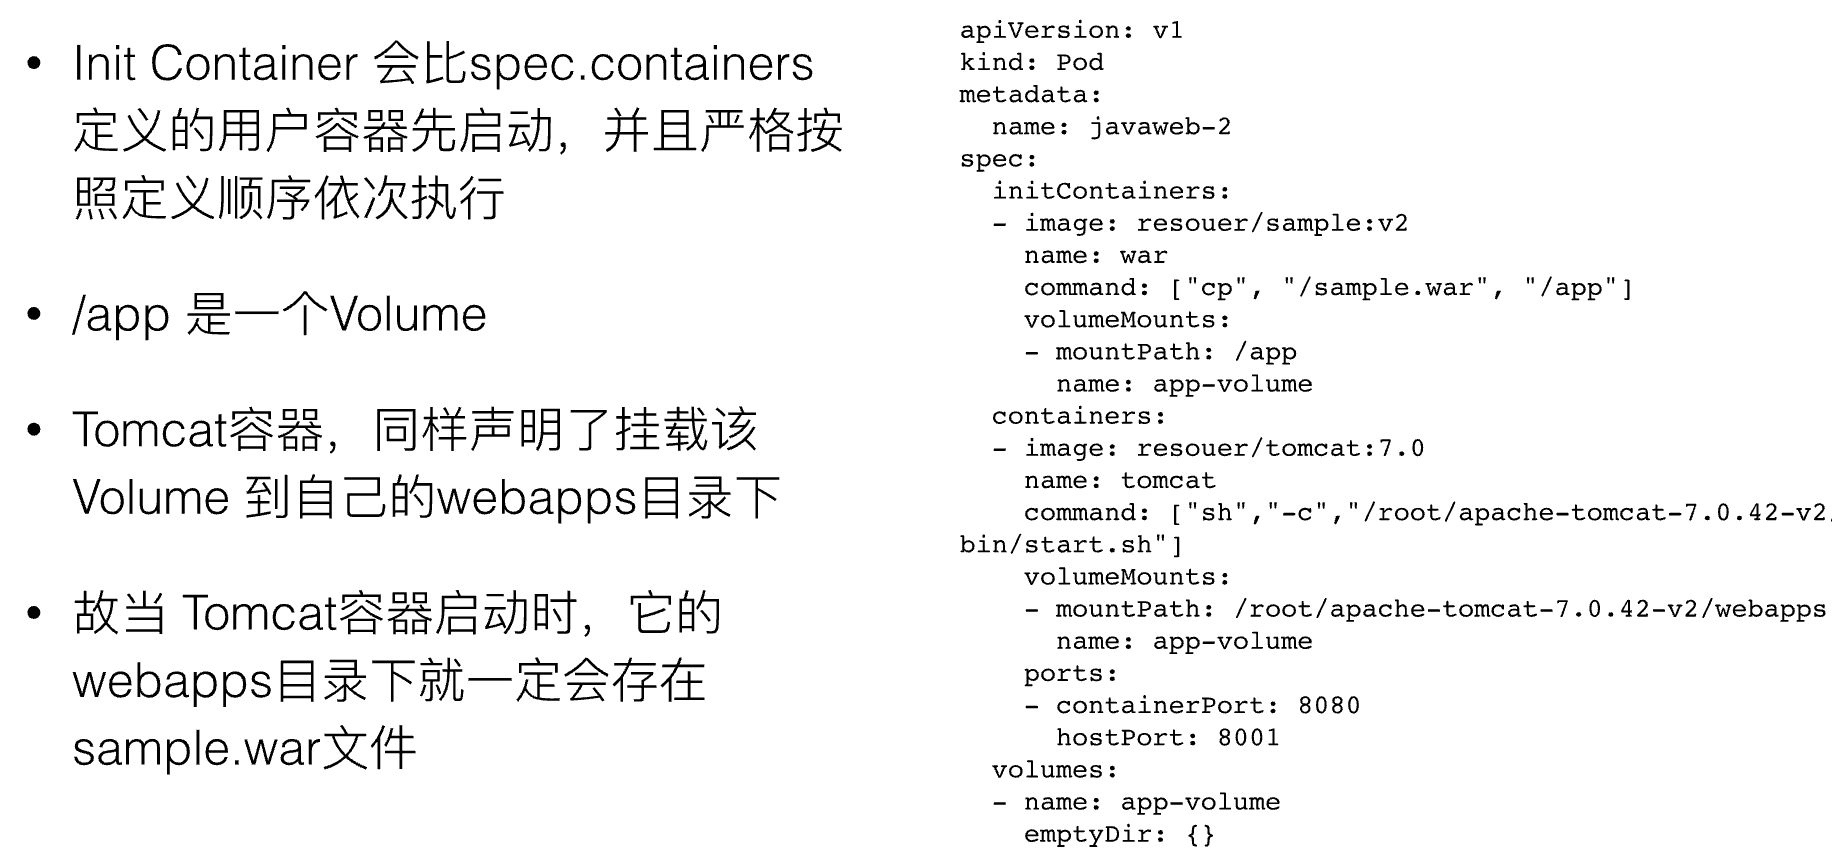 • Init Container 会比spec.containers
定义的用户容器先启动，并且严格按
照定义顺序依次执行
• /app 是一个Volume
• Tomcat容器，同样声明了挂载该
Volume 到自己的webapps目录下
• 故当 Tomcat容器启动时，它的
webapps目录下就一定会存在
sample.war文件
apiVersion: v1
kind: Pod
metadata:
  name: javaweb-2
spec:
  initContainers:
  - image: resouer/sample:v2
    name: war
    command: ["cp", "/sample.war", "/app"]
    volumeMounts:
    - mountPath: /app
      name: app-volume
  containers:
  - image: resouer/tomcat:7.0
    name: tomcat
    command: ["sh","-c","/root/apache-tomcat-7.0.42-v2/
bin/start.sh"]
    volumeMounts:
    - mountPath: /root/apache-tomcat-7.0.42-v2/webapps
      name: app-volume
    ports:
    - containerPort: 8080
      hostPort: 8001
  volumes:
  - name: app-volume
    emptyDir: {}